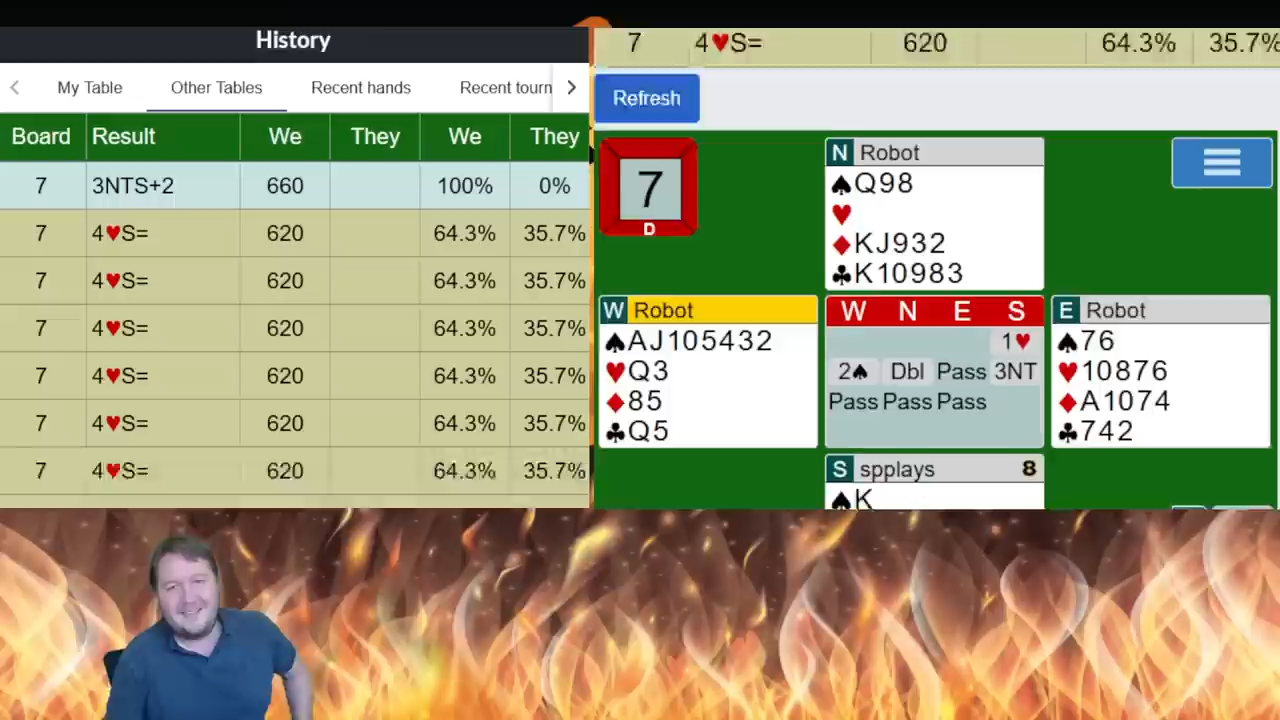 History
My Table Other Tables Recent hands Recent tourn
Board Result We They We They
7 3NTS+2 660 100% 0%
7 4♥S= 620 64.3% 35.7%
7 4♥S= 620 64.3% 35.7%
7 4♥S= 620 64.3% 35.7%
7 4♥S= 620 64.3% 35.7%
7 4♥S= 620 64.3% 35.7%
7 4♥S= 620 64.3% 35.7%
7 4♥S= 620 64.3% 35.7%
Refresh
7
D
N Robot
♠Q98
♥
♦KJ932
♣K10983
W Robot
♠AJ105432
♥Q3
♦85
♣Q5
W N E S
1♥
2♠ Dbl Pass 3NT
Pass Pass Pass
E Robot
♠76
♥10876
♦A1074
♣742
S spplays 8
♠K